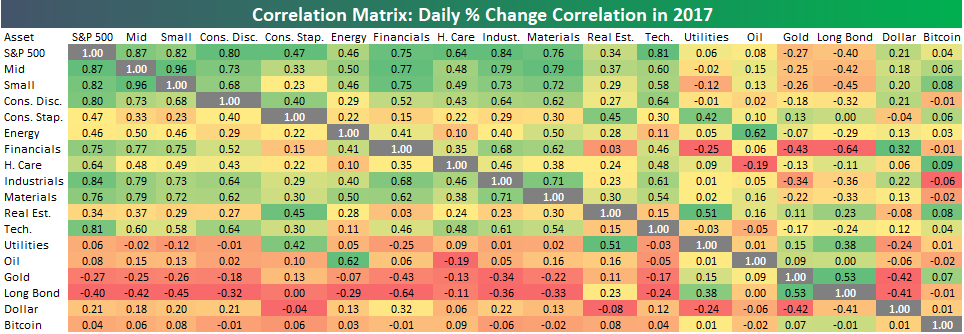 Correlation Matrix: Daily % Change Correlation in 2017
Asset S&P 500 Mid Small Cons. Disc. Cons. Stap. Energy Financials H. Care Indust. Materials Real Est. Tech. Utilities Oil Gold Long Bond Dollar Bitcoin
S&P 500 1.00 0.87 0.82 0.80 0.47 0.46 0.75 0.64 0.84 0.76 0.34 0.81 0.06 0.08 -0.27 -0.40 0.21 0.04
Mid 0.87 1.00 0.96 0.73 0.33 0.50 0.77 0.48 0.79 0.79 0.37 0.60 -0.02 0.15 -0.25 -0.42 0.18 0.06
Small 0.82 0.96 1.00 0.68 0.23 0.46 0.75 0.49 0.73 0.72 0.29 0.58 -0.12 0.13 -0.26 -0.45 0.20 0.08
Cons. Disc. 0.80 0.73 0.68 1.00 0.40 0.29 0.52 0.43 0.64 0.62 0.27 0.64 -0.01 0.02 -0.18 -0.32 0.21 -0.01
Cons. Stap. 0.47 0.33 0.23 0.40 1.00 0.22 0.15 0.22 0.29 0.30 0.45 0.30 0.42 0.10 0.13 0.00 -0.04 0.06
Energy 0.46 0.50 0.46 0.29 0.22 1.00 0.41 0.10 0.40 0.50 0.28 0.11 0.05 0.62 -0.07 -0.29 0.13 0.03
Financials 0.75 0.77 0.75 0.52 0.15 0.41 1.00 0.35 0.68 0.62 0.03 0.46 -0.25 0.06 -0.43 -0.64 0.32 -0.01
H. Care 0.64 0.48 0.49 0.43 0.22 0.10 0.35 1.00 0.46 0.38 0.24 0.48 0.09 -0.19 -0.13 -0.11 0.06 0.09
Industrials 0.84 0.79 0.73 0.64 0.29 0.40 0.68 0.46 1.00 0.71 0.23 0.61 0.01 0.05 -0.34 -0.36 0.22 -0.06
Materials 0.76 0.79 0.72 0.62 0.30 0.50 0.62 0.38 0.71 1.00 0.30 0.54 0.02 0.16 -0.22 -0.33 0.13 -0.02
Real Est. 0.34 0.37 0.29 0.27 0.45 0.28 0.03 0.24 0.23 0.30 1.00 0.15 0.51 0.16 0.11 0.23 -0.08 0.08
Tech. 0.81 0.60 0.58 0.64 0.30 0.11 0.46 0.48 0.61 0.54 0.15 1.00 -0.03 -0.05 -0.17 -0.24 0.12 0.04
Utilities 0.06 -0.02 -0.12 -0.01 0.42 0.05 -0.25 0.09 0.01 0.02 0.51 -0.03 1.00 0.01 0.15 0.38 -0.24 0.01
Oil 0.08 0.15 0.13 0.02 0.10 0.62 0.06 -0.19 0.05 0.16 0.16 -0.05 0.01 1.00 0.09 0.00 -0.06 -0.02
Gold -0.27 -0.25 -0.26 -0.18 0.13 -0.07 -0.43 -0.13 -0.34 -0.22 0.11 -0.17 0.15 0.09 1.00 0.53 -0.42 0.07
Long Bond -0.40 -0.42 -0.45 -0.32 0.00 -0.29 -0.64 -0.11 -0.36 -0.33 0.23 -0.24 0.38 0.00 0.53 1.00 -0.41 -0.01
Dollar 0.21 0.18 0.20 0.21 -0.04 0.13 0.32 0.06 0.22 0.13 -0.08 0.12 -0.24 -0.06 -0.42 -0.41 1.00 0.01
Bitcoin 0.04 0.06 0.08 -0.01 0.06 0.03 -0.01 0.09 -0.06 -0.02 0.08 0.04 0.01 -0.02 0.07 -0.01 0.01 1.00